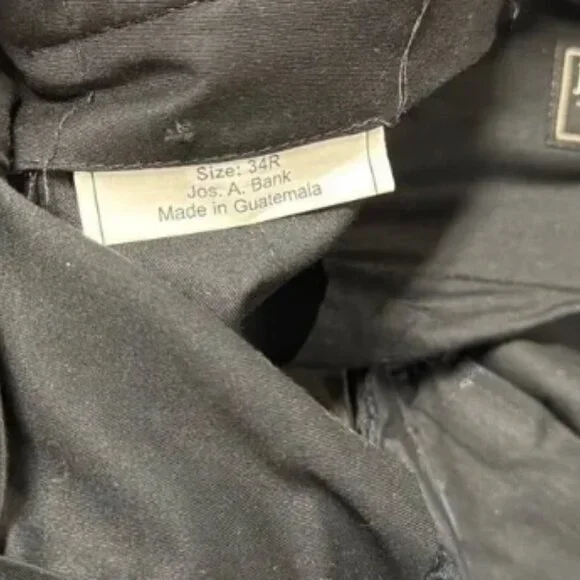 Size: 34R
Jos. A. Bank
Made in Guatemala